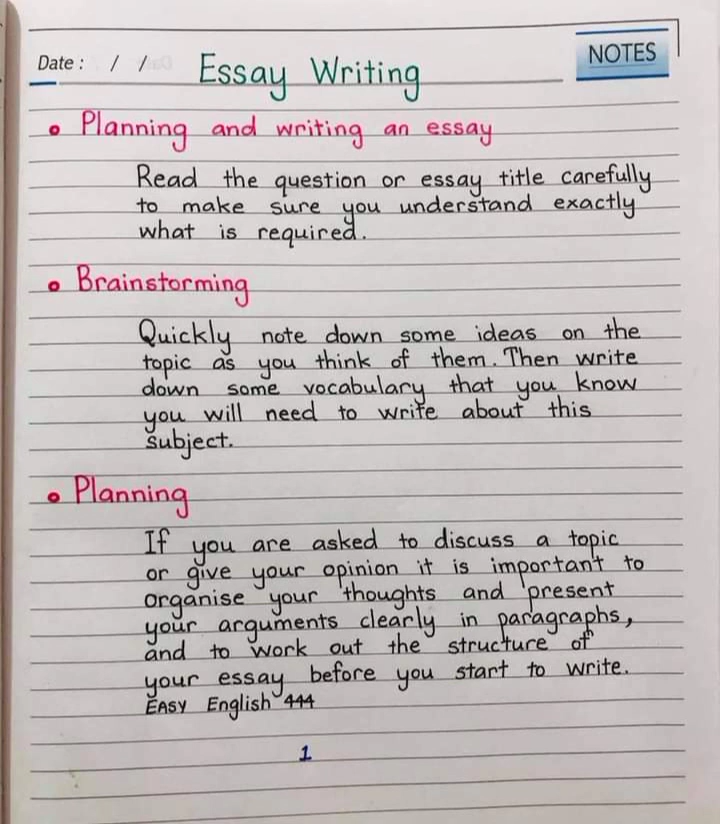 Date : / /
Essay Writing
NOTES
Planning and writing an essay
Read the question or essay title carefully
to make sure you understand exactly
what is required.
Brainstorming
Quickly note down some ideas on the
topic as you think of them. Then write
down some vocabulary that you know
you will need to write about this
subject.
Planning
If you are asked to discuss a topic
or give your opinion it is important to
organise your thoughts and present
your arguments clearly in paragraphs,
and to work out the structure of
your essay before you start to write.
EASY English 444
1